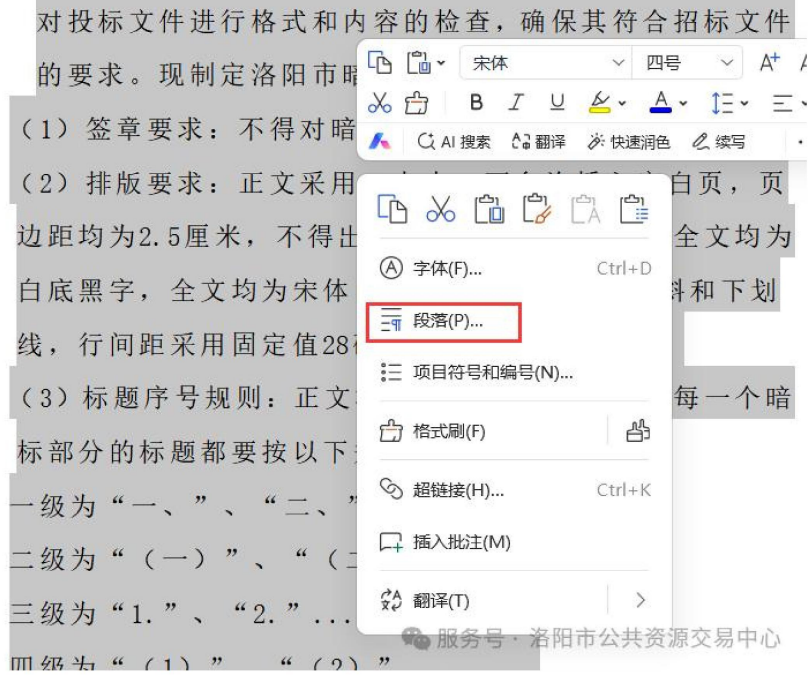 对投标文件进行格式和内容的检查，确保其符合招标文件
的要求。现制定洛阳市暗
宋体
四号
A+
B I U
A
（1）签章要求：不得对暗
AI 搜索 翻译 快速润色 续写
（2）排版要求：正文采用
白页，页
边距均为2.5厘米，不得出
全文均为
字体(F)... Ctrl+D
白底黑字，全文均为宋体
和下划
段落(P)...
线，行间距采用固定值28
项目符号和编号(N)...
（3）标题序号规则：正文
每一个暗
格式刷(F)
标部分的标题都要按以下
超链接(H)... Ctrl+K
一级为“一、”、“二、”
插入批注(M)
二级为“（一）”、“（
翻译(T)
三级为“1.”、“2.”...
服务号 · 洛阳市公共资源交易中心
四级为“（1）”、“（2）”